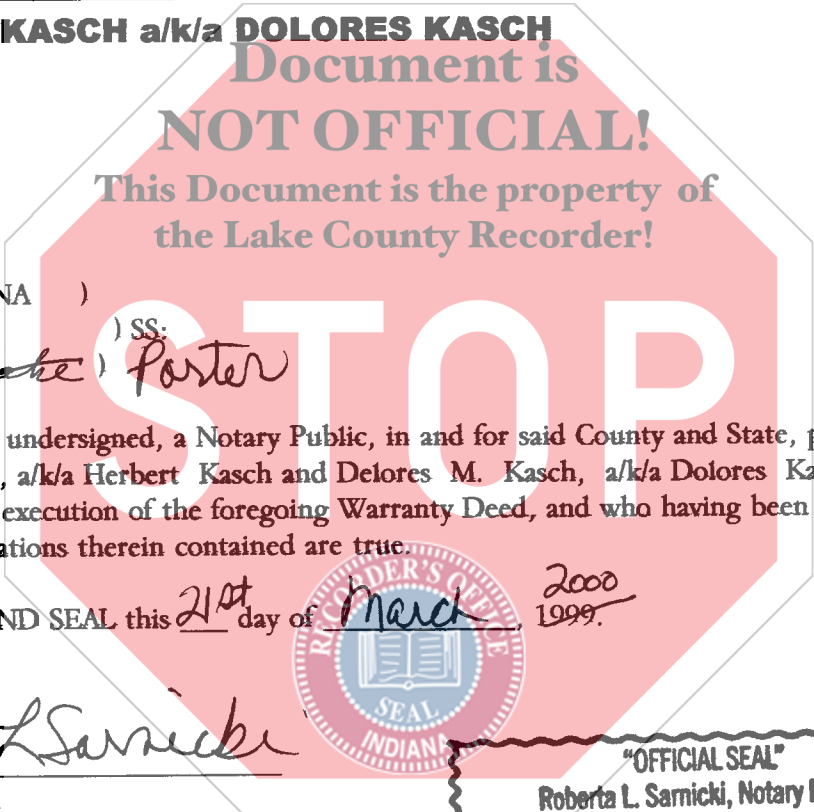 KASCH a/k/a DOLORES KASCH
Document is
NOT OFFICIAL!
This Document is the property of
the Lake County Recorder!
STOP
NA )
) SS:
) Porter
undersigned, a Notary Public, in and for said County and State, p
, a/k/a Herbert Kasch and Delores M. Kasch, a/k/a Dolores Ka
execution of the foregoing Warranty Deed, and who having been
ations therein contained are true.
2000
ND SEAL this 21st day of March, 1999.
RECORDER'S OFFICE
SEAL
INDIANA
L Sarnicki
"OFFICIAL SEAL"
Roberta L. Sarnicki, Notary